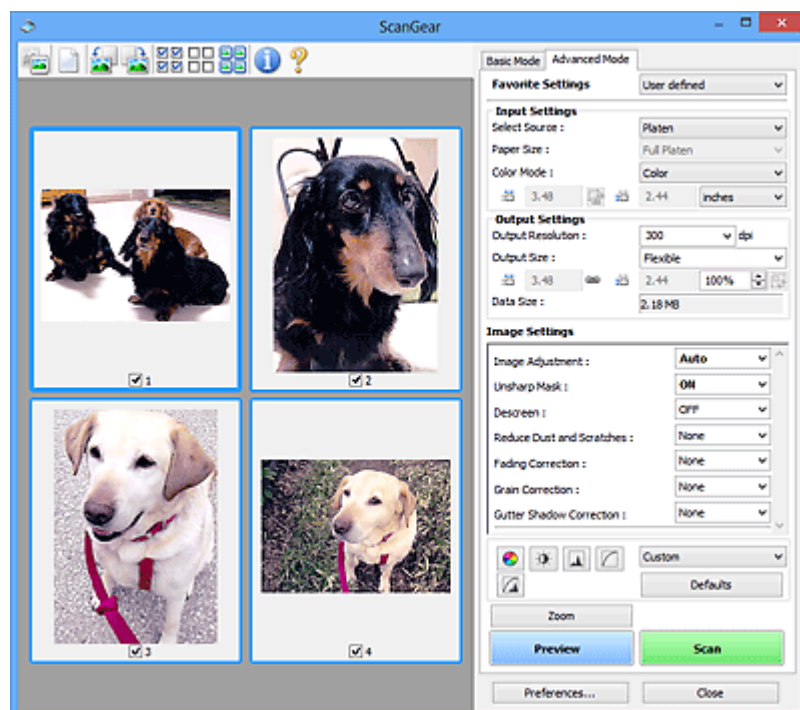 ScanGear
Basic Mode Advanced Mode
Favorite Settings User defined
Input Settings
Select Source : Platen
Paper Size : Full Platen
Color Mode : Color
3.48 2.44 inches
Output Settings
Output Resolution : 300 dpi
Output Size : Flexible
3.48 2.44 100%
Data Size : 2.18 MB
Image Settings
Image Adjustment : Auto
Unsharp Mask : ON
Descreen : OFF
Reduce Dust and Scratches : None
Fading Correction : None
Grain Correction : None
Gutter Shadow Correction : None
Custom
Defaults
Zoom
Preview Scan
Preferences... Close
1
2
3
4